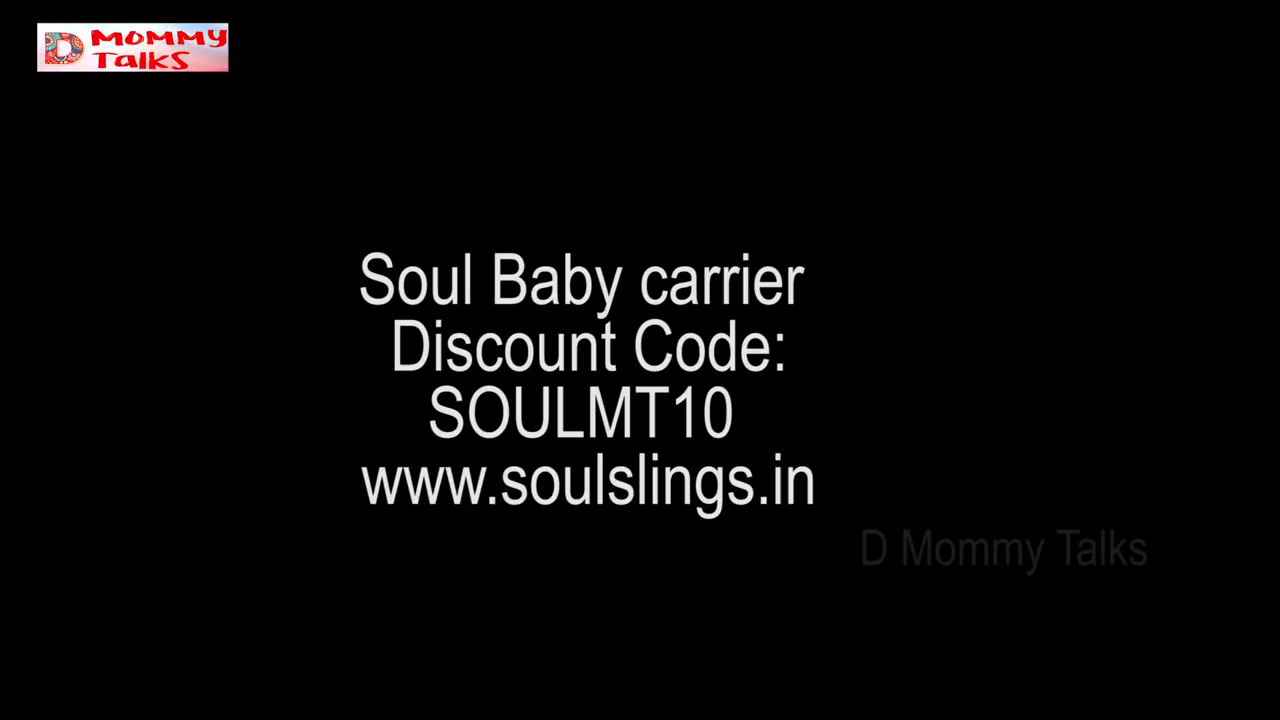 D MOMMY
TALKS
Soul Baby carrier
Discount Code:
SOULMT10
www.soulslings.in
D Mommy Talks